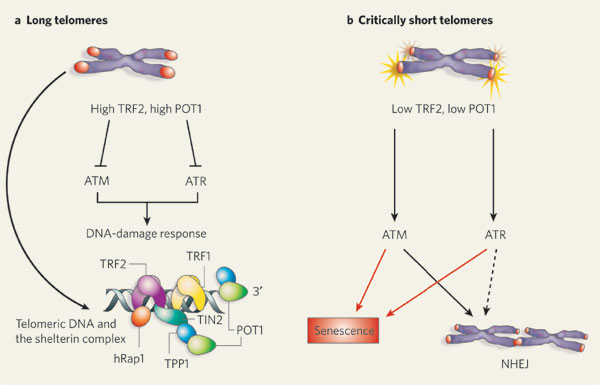 a Long telomeres
High TRF2, high POT1
ATM
ATR
DNA-damage response
TRF2
TRF1
3′
Telomeric DNA and
the shelterin complex
TIN2
POT1
hRap1
TPP1
b Critically short telomeres
Low TRF2, low POT1
ATM
ATR
Senescence
NHEJ